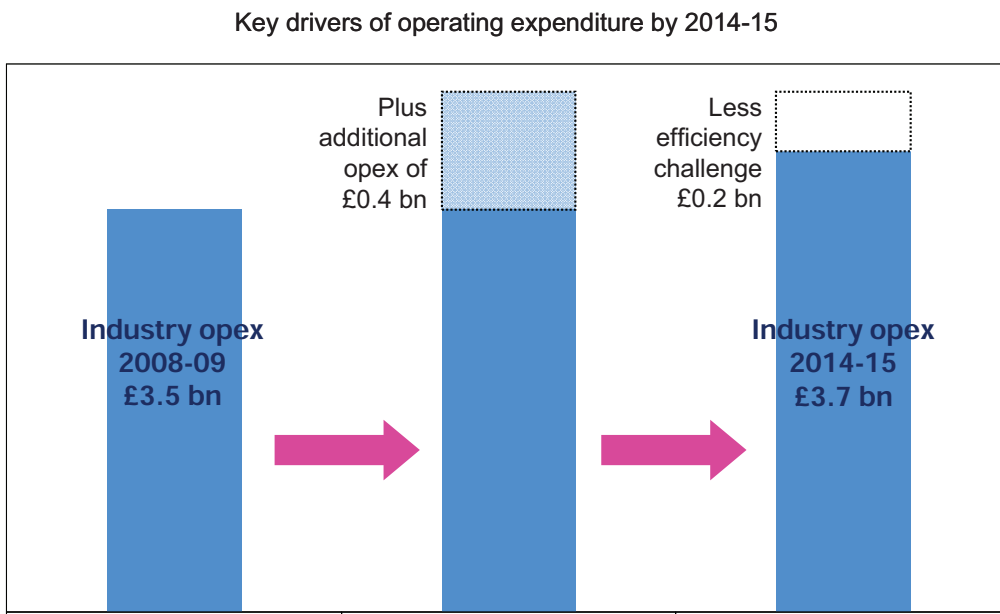 Key drivers of operating expenditure by 2014-15
Plus
additional
opex of
£0.4 bn
Less
efficiency
challenge
£0.2 bn
Industry opex
2008-09
£3.5 bn
Industry opex
2014-15
£3.7 bn